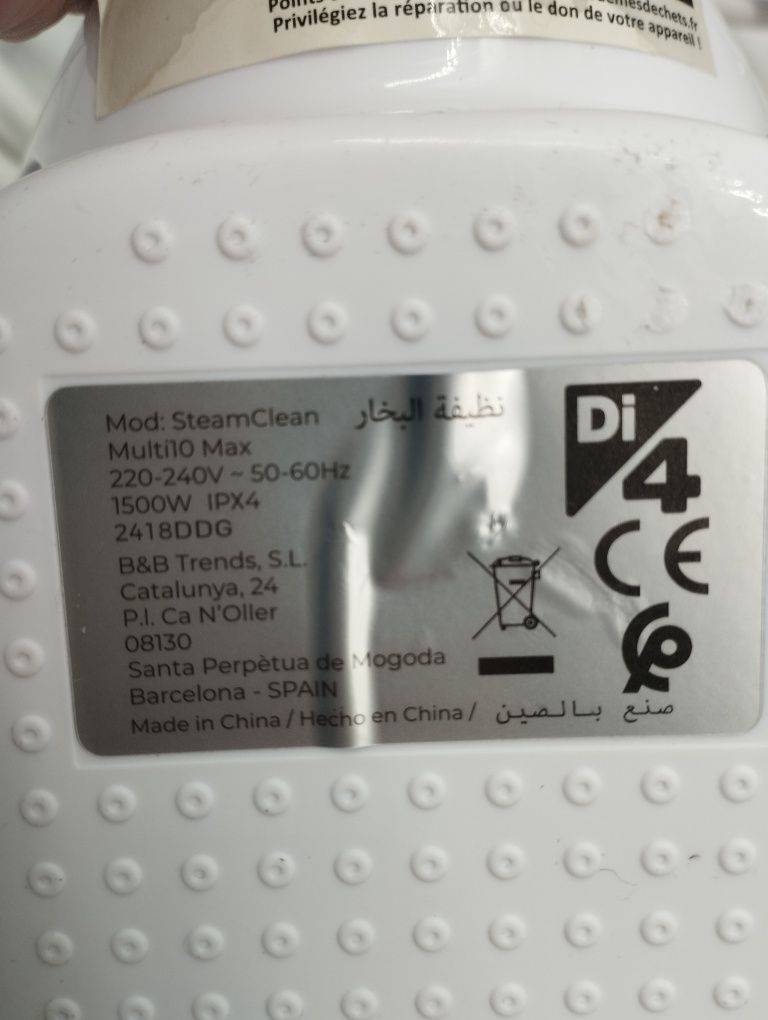 Privilégiez la réparation ou le don de votre appareil !
Mod: SteamClean نظيفة البخار
Multi10 Max
220-240V ~ 50-60Hz
1500W IPX4
2418DDG
B&B Trends, S.L.
Catalunya, 24
P.I. Ca N'Oller
08130
Santa Perpètua de Mogoda
Barcelona - SPAIN
Made in China / Hecho en China / صنع بالصين
Di4
CE